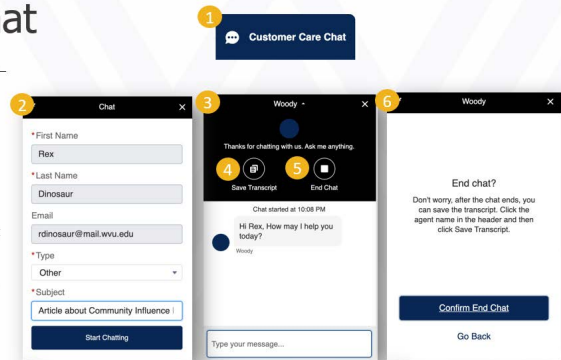 at
1
Customer Care Chat
2
Chat
*First Name
Rex
*Last Name
Dinosaur
Email
rdinosaur@mail.wvu.edu
*Type
Other
*Subject
Article about Community Influence
Start Chatting
3
Woody
Thanks for chatting with us. Ask me anything.
4
5
Save Transcript
End Chat
Chat started at 10:08 PM
Hi Rex, How may I help you
today?
Woody
Type your message...
6
Woody
End chat?
Don't worry, after the chat ends, you
can save the transcript. Click the
agent name in the header and then
click Save Transcript.
Confirm End Chat
Go Back